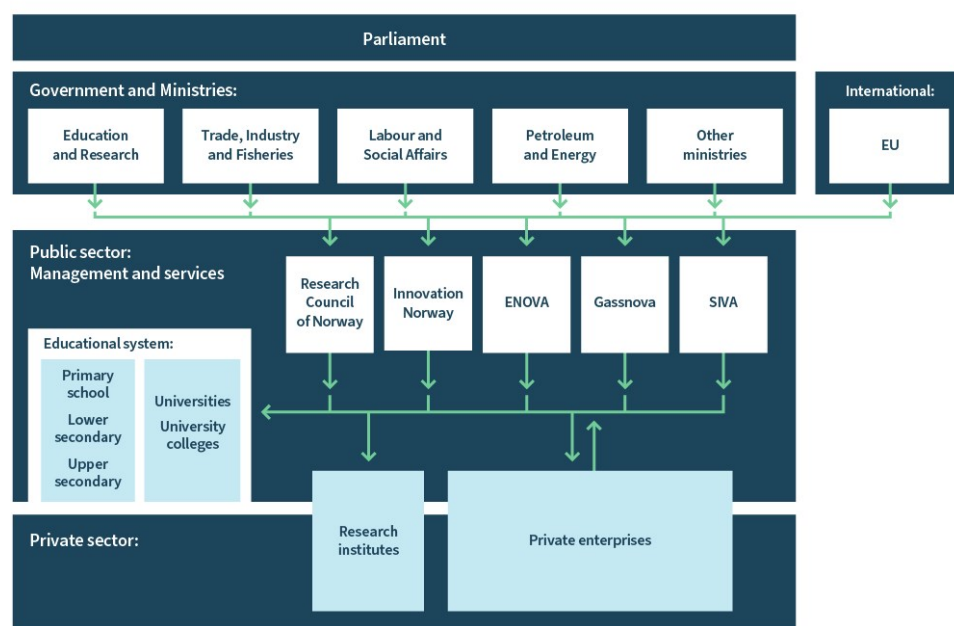 Parliament
Government and Ministries:
Education
and Research
Trade, Industry
and Fisheries
Labour and
Social Affairs
Petroleum
and Energy
Other
ministries
International:
EU
Public sector:
Management and services
Research
Council
of Norway
Innovation
Norway
ENOVA
Gassnova
SIVA
Educational system:
Primary
school
Lower
secondary
Upper
secondary
Universities
University
colleges
Private sector:
Research
institutes
Private enterprises